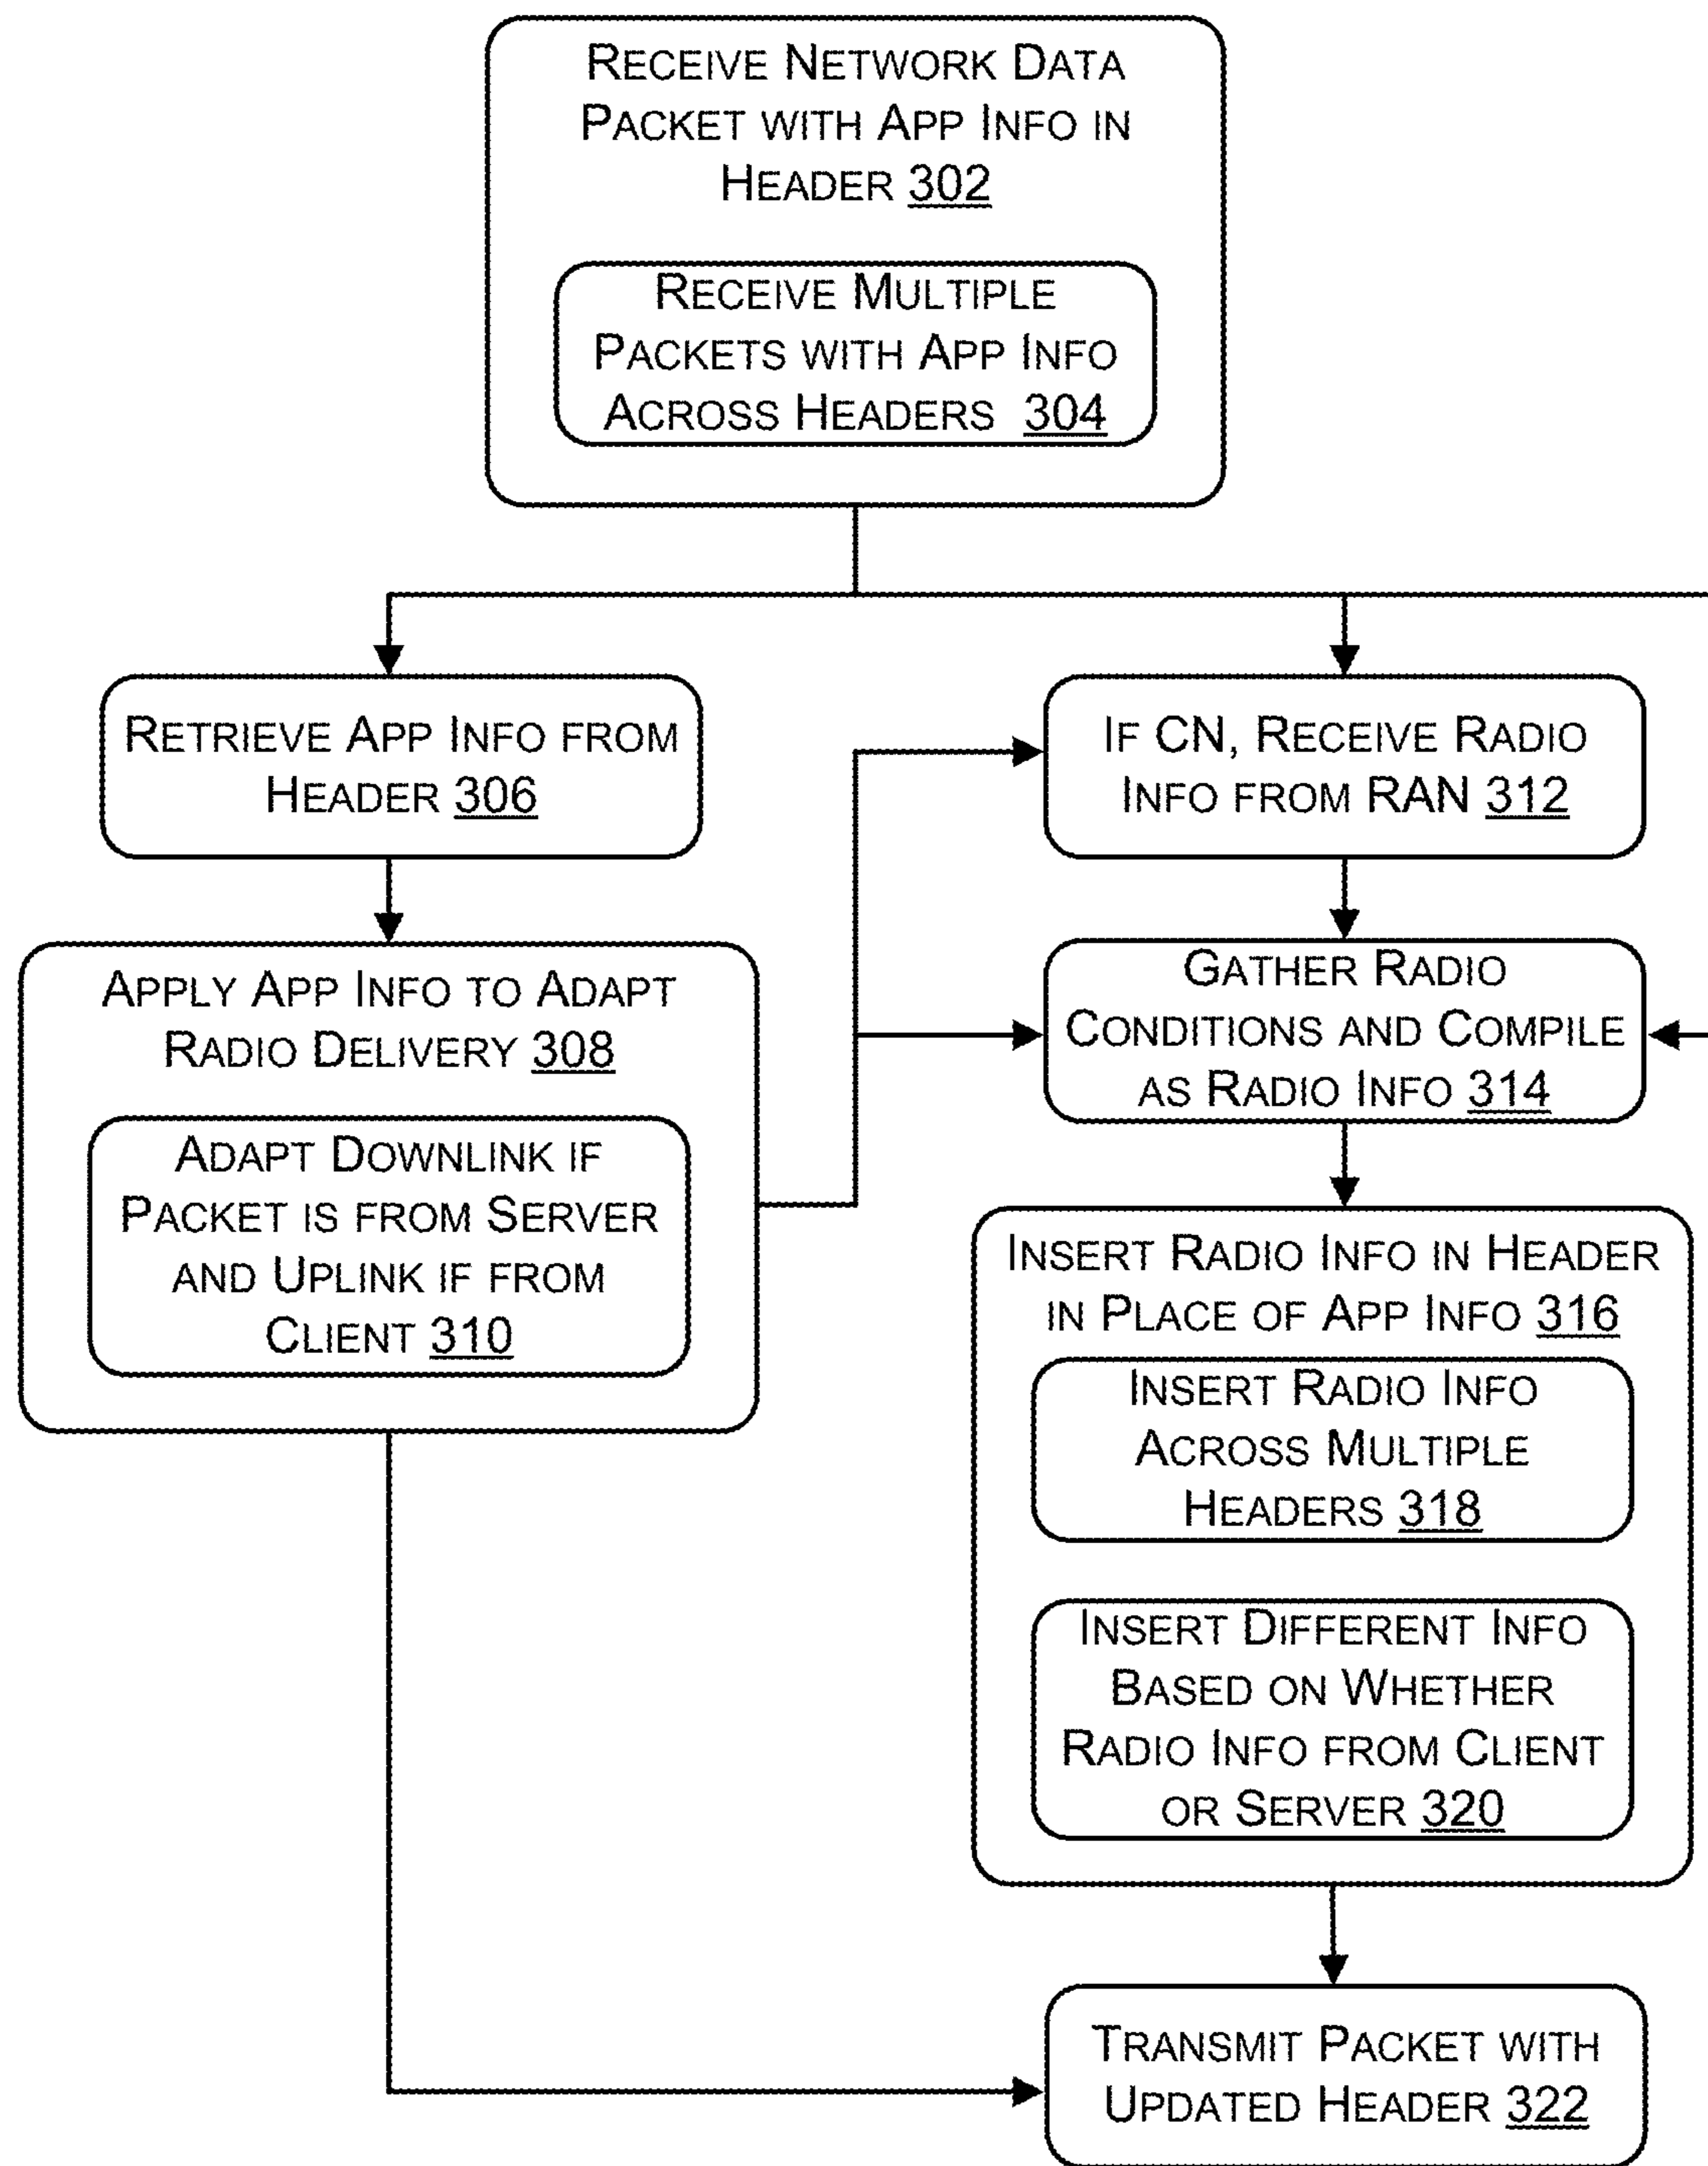 RECEIVE NETWORK DATA
PACKET WITH APP INFO IN
HEADER 302
RECEIVE MULTIPLE
PACKETS WITH APP INFO
ACROSS HEADERS 304
RETRIEVE APP INFO FROM
HEADER 306
APPLY APP INFO TO ADAPT
RADIO DELIVERY 308
ADAPT DOWNLINK IF
PACKET IS FROM SERVER
AND UPLINK IF FROM
CLIENT 310
IF CN, RECEIVE RADIO
INFO FROM RAN 312
GATHER RADIO
CONDITIONS AND COMPILE
AS RADIO INFO 314
INSERT RADIO INFO IN HEADER
IN PLACE OF APP INFO 316
INSERT RADIO INFO
ACROSS MULTIPLE
HEADERS 318
INSERT DIFFERENT INFO
BASED ON WHETHER
RADIO INFO FROM CLIENT
OR SERVER 320
TRANSMIT PACKET WITH
UPDATED HEADER 322